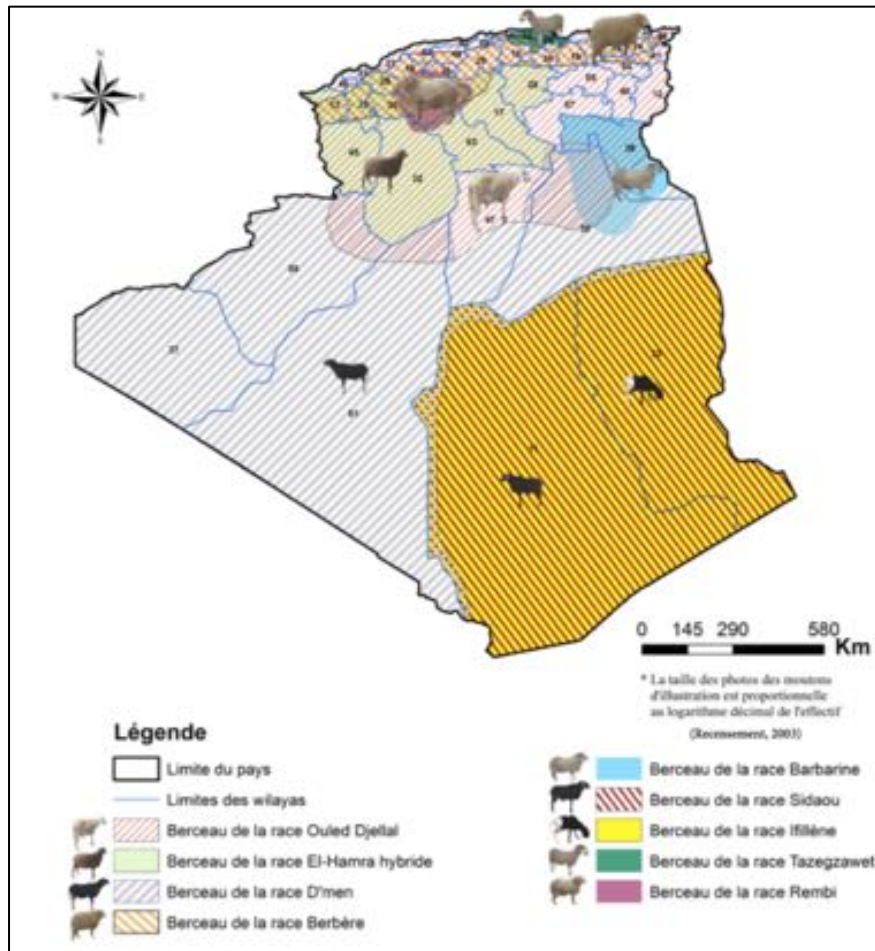 N
W
E
S
0 145 290 580
Km
* La taille des photos des moutons
d'illustration est proportionnelle
au logarithme décimal de l'effectif
(Recensement, 2003)
Légende
Limite du pays
Limites des wilayas
Berceau de la race Ouled Djellal
Berceau de la race El-Hamra hybride
Berceau de la race D'men
Berceau de la race Berbère
Berceau de la race Barbarine
Berceau de la race Sidaou
Berceau de la race Ifillène
Berceau de la race Tazegzawet
Berceau de la race Rembi